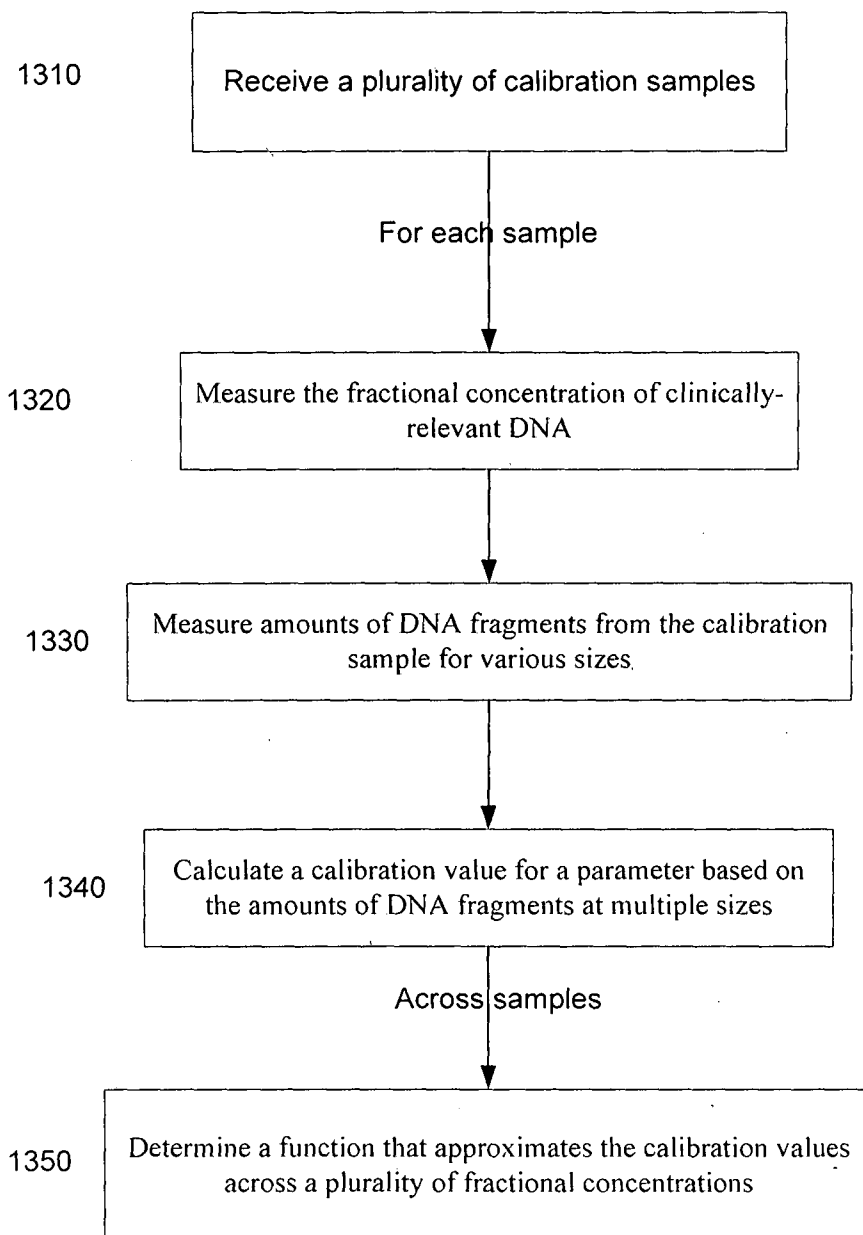 1310
Receive a plurality of calibration samples
For each sample
1320
Measure the fractional concentration of clinically-
relevant DNA
1330
Measure amounts of DNA fragments from the calibration
sample for various sizes
1340
Calculate a calibration value for a parameter based on
the amounts of DNA fragments at multiple sizes
Across samples
1350
Determine a function that approximates the calibration values
across a plurality of fractional concentrations